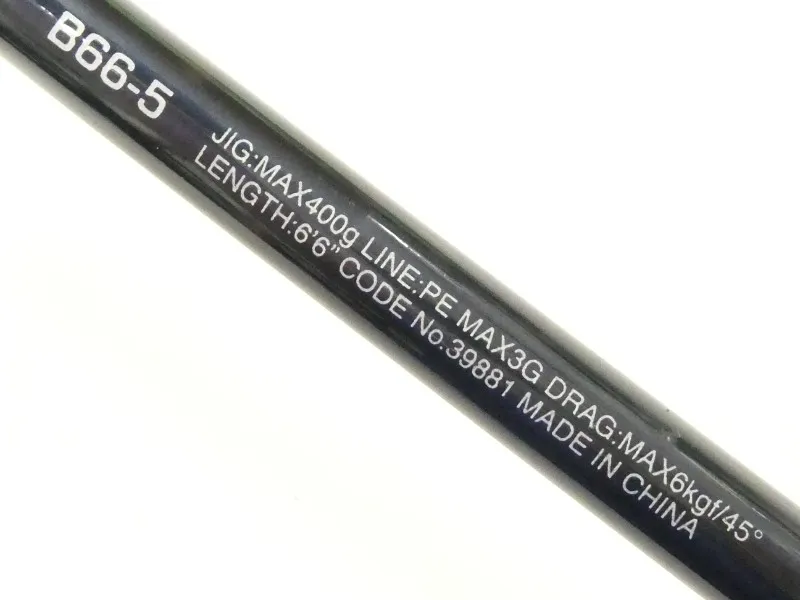 B66-5
JIG:MAX400g LINE:PE MAX3G DRAG:MAX6kgf/45°
LENGTH:6'6" CODE No.39881 MADE IN CHINA